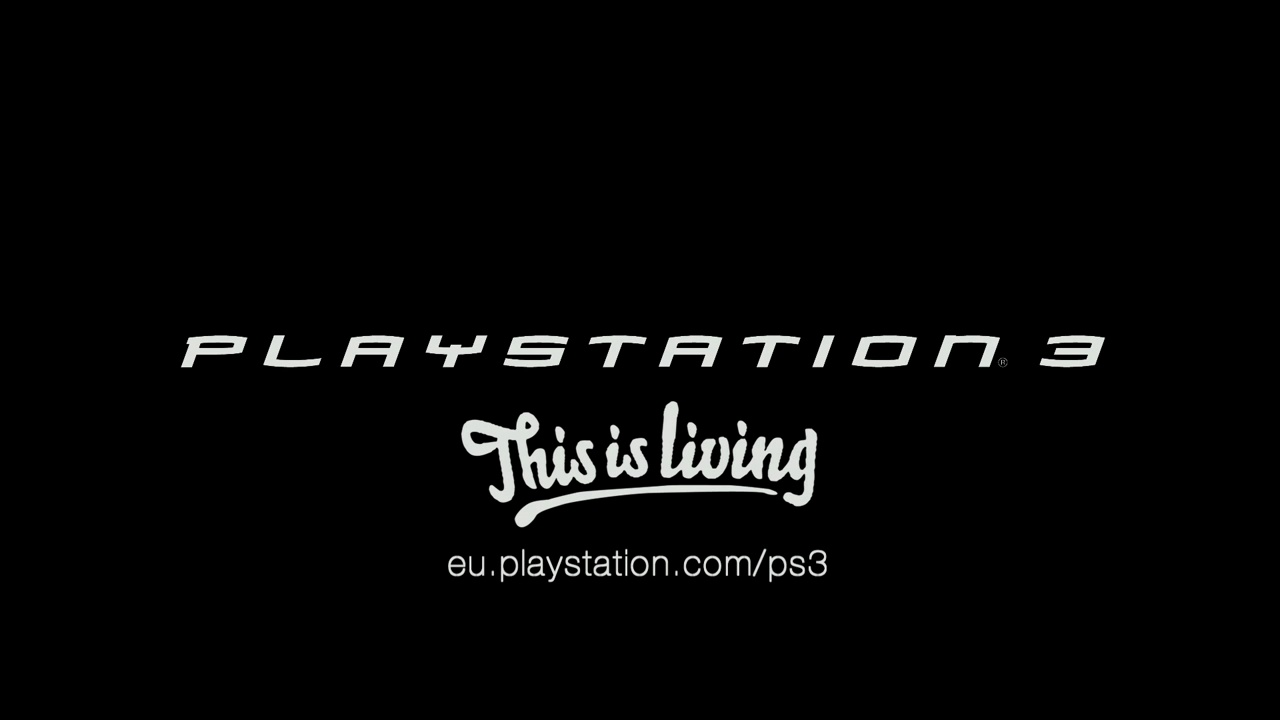 PLAYSTATION® 3
This is living
eu.playstation.com/ps3